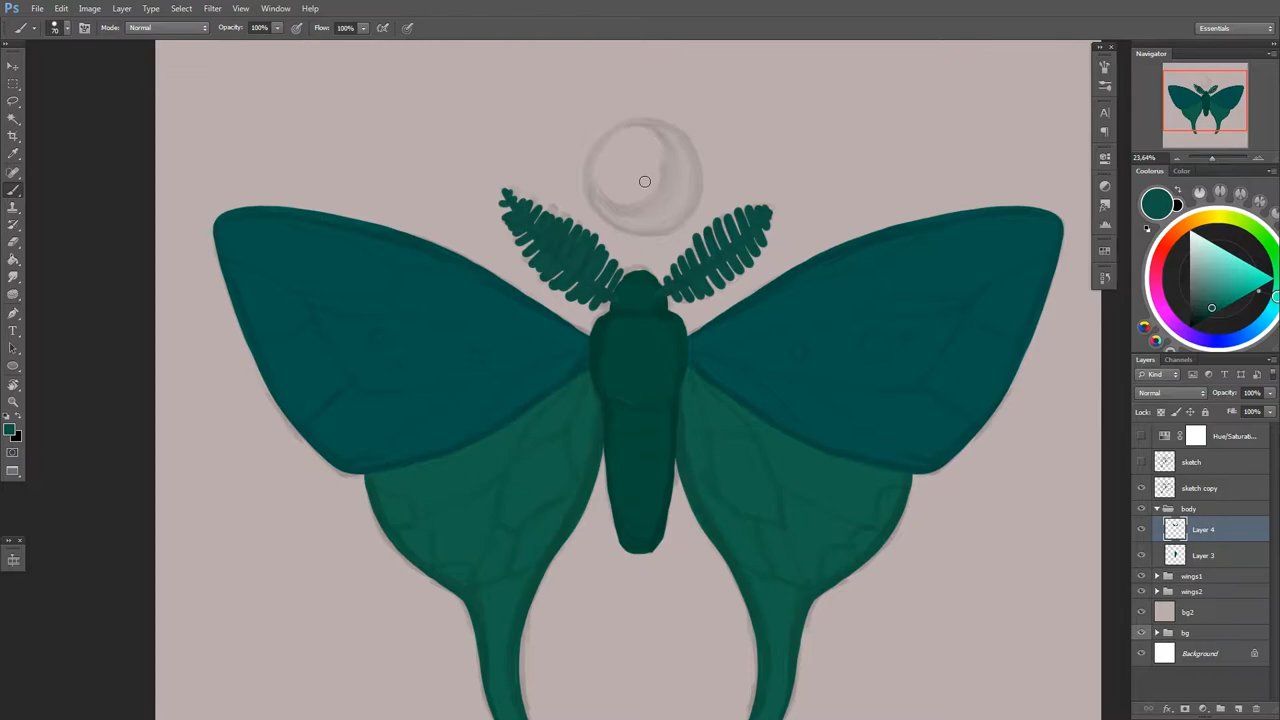 Ps File Edit Image Layer Type Select Filter View Window Help
70 Mode: Normal Opacity: 100% Flow: 100% Essentials
Navigator
23,64%
Coolorus Color
Layers Channels
Kind
Normal Opacity: 100%
Lock: Fill: 100%
Hue/Saturati...
sketch
sketch copy
body
Layer 4
Layer 3
wings1
wings2
bg2
bg
Background